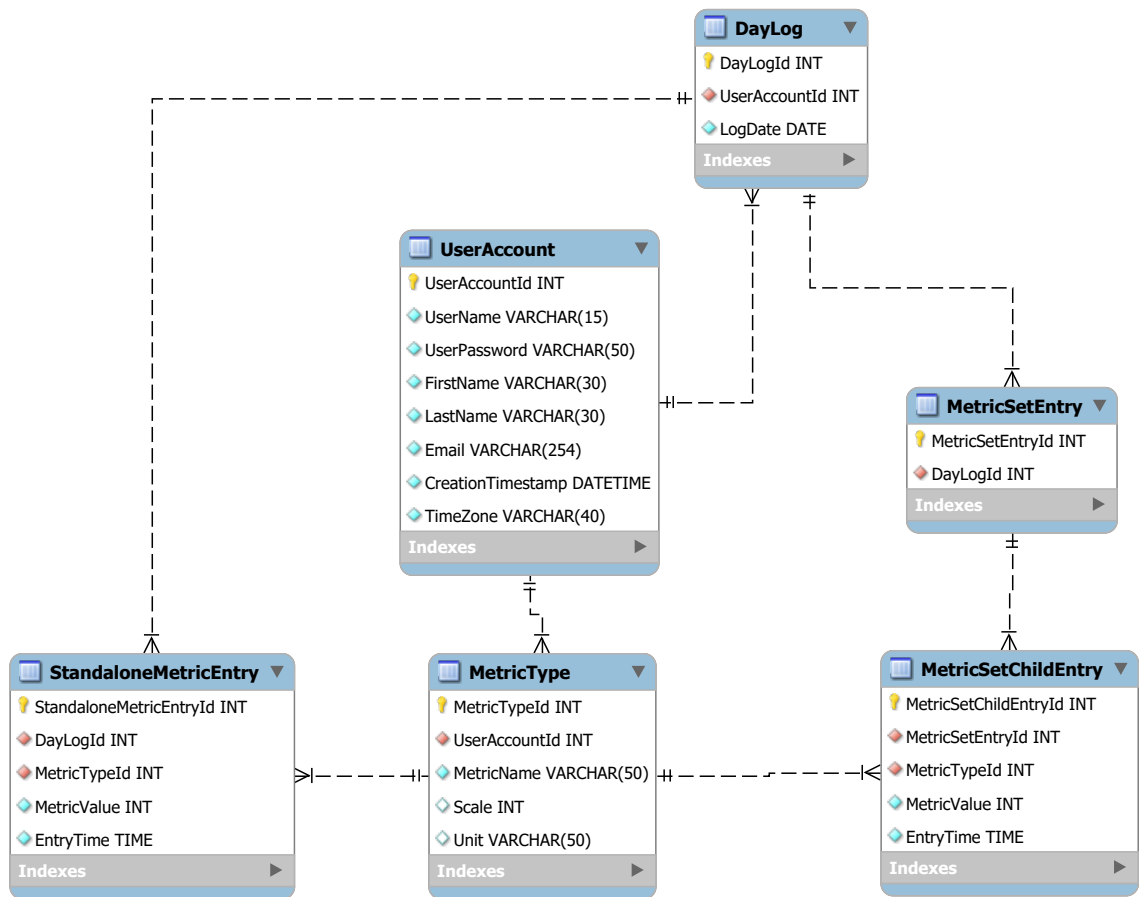 DayLog
DayLogId INT
UserAccountId INT
LogDate DATE
Indexes
UserAccount
UserAccountId INT
UserName VARCHAR(15)
UserPassword VARCHAR(50)
FirstName VARCHAR(30)
LastName VARCHAR(30)
Email VARCHAR(254)
CreationTimestamp DATETIME
TimeZone VARCHAR(40)
Indexes
MetricSetEntry
MetricSetEntryId INT
DayLogId INT
Indexes
StandaloneMetricEntry
StandaloneMetricEntryId INT
DayLogId INT
MetricTypeId INT
MetricValue INT
EntryTime TIME
Indexes
MetricType
MetricTypeId INT
UserAccountId INT
MetricName VARCHAR(50)
Scale INT
Unit VARCHAR(50)
Indexes
MetricSetChildEntry
MetricSetChildEntryId INT
MetricSetEntryId INT
MetricTypeId INT
MetricValue INT
EntryTime TIME
Indexes